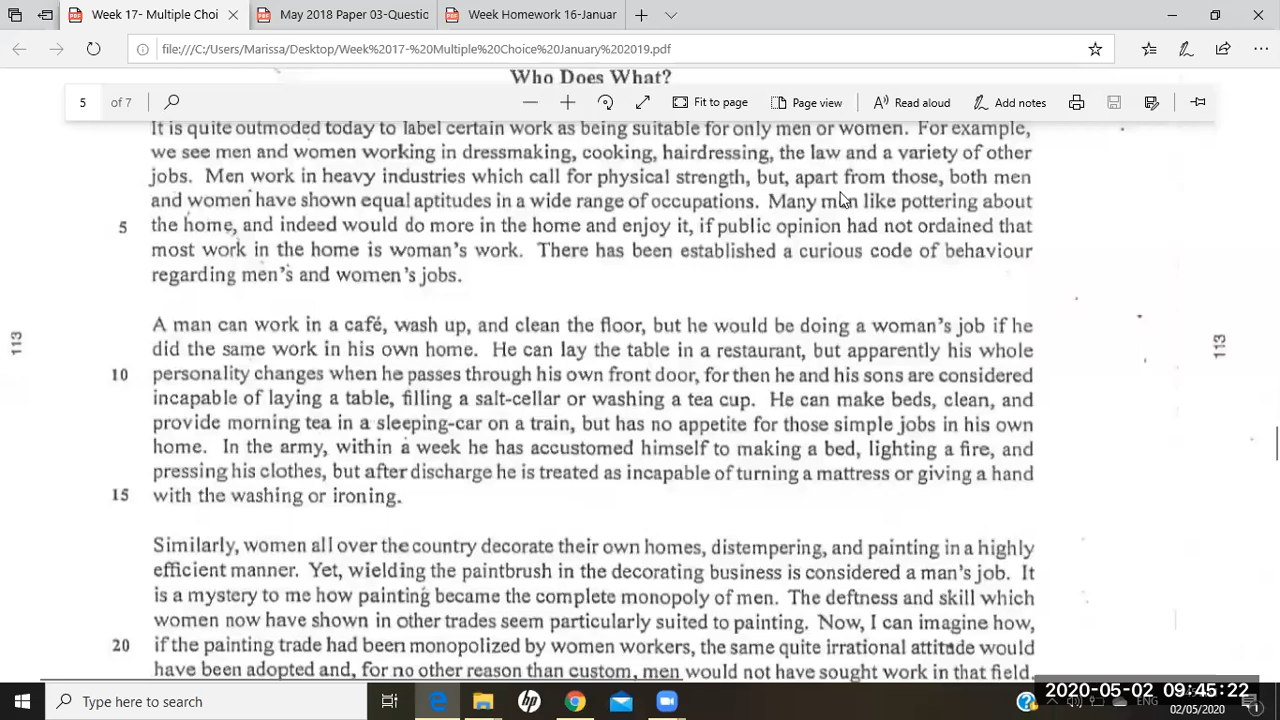 Week 17- Multiple Choi
May 2018 Paper 03-Questio
Week Homework 16-Januar
file:///C:/Users/Marissa/Desktop/Week%2017-%20Multiple%20Choice%20January%202019.pdf
Who Does What?
5 of 7
Fit to page
Page view
Read aloud
Add notes
It is quite outmoded today to label certain work as being suitable for only men or women. For example,
we see men and women working in dressmaking, cooking, hairdressing, the law and a variety of other
jobs. Men work in heavy industries which call for physical strength, but, apart from those, both men
and women have shown equal aptitudes in a wide range of occupations. Many men like pottering about
5 the home, and indeed would do more in the home and enjoy it, if public opinion had not ordained that
most work in the home is woman's work. There has been established a curious code of behaviour
regarding men's and women's jobs.
113
113
A man can work in a café, wash up, and clean the floor, but he would be doing a woman's job if he
did the same work in his own home. He can lay the table in a restaurant, but apparently his whole
10 personality changes when he passes through his own front door, for then he and his sons are considered
incapable of laying a table, filling a salt-cellar or washing a tea cup. He can make beds, clean, and
provide morning tea in a sleeping-car on a train, but has no appetite for those simple jobs in his own
home. In the army, within a week he has accustomed himself to making a bed, lighting a fire, and
pressing his clothes, but after discharge he is treated as incapable of turning a mattress or giving a hand
15 with the washing or ironing.
Similarly, women all over the country decorate their own homes, distempering, and painting in a highly
efficient manner. Yet, wielding the paintbrush in the decorating business is considered a man's job. It
is a mystery to me how painting became the complete monopoly of men. The deftness and skill which
women now have shown in other trades seem particularly suited to painting. Now, I can imagine how,
20 if the painting trade had been monopolized by women workers, the same quite irrational attitude would
have been adopted and, for no other reason than custom, men would not have sought work in that field.
Type here to search
hp
ENG
2020-05-02 09:45:22
02/05/2020